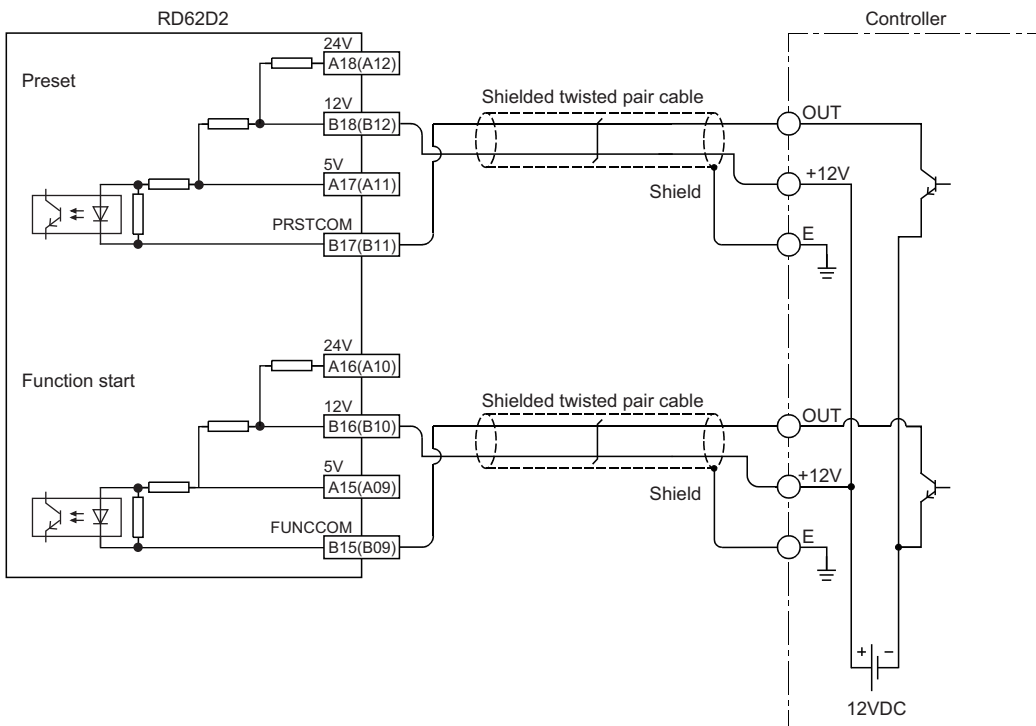 RD62D2
Controller
Preset
24V
A18(A12)
12V
B18(B12)
5V
A17(A11)
PRSTCOM
B17(B11)
Shielded twisted pair cable
Shield
OUT
+12V
E
Function start
24V
A16(A10)
12V
B16(B10)
5V
A15(A09)
FUNCCOM
B15(B09)
Shielded twisted pair cable
Shield
OUT
+12V
E
+ −
12VDC